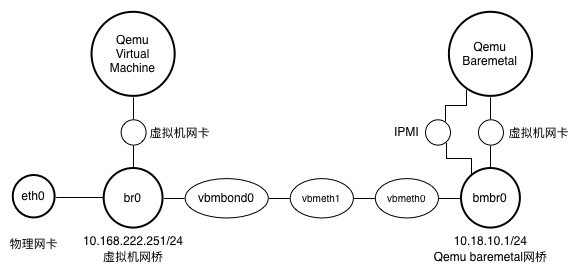 Qemu
Virtual
Machine
Qemu
Baremetal
虚拟机网卡
IPMI
虚拟机网卡
eth0
br0
vbmbond0
vbmeth1
vbmeth0
bmbr0
物理网卡
10.168.222.251/24
虚拟机网桥
10.18.10.1/24
Qemu baremetal网桥